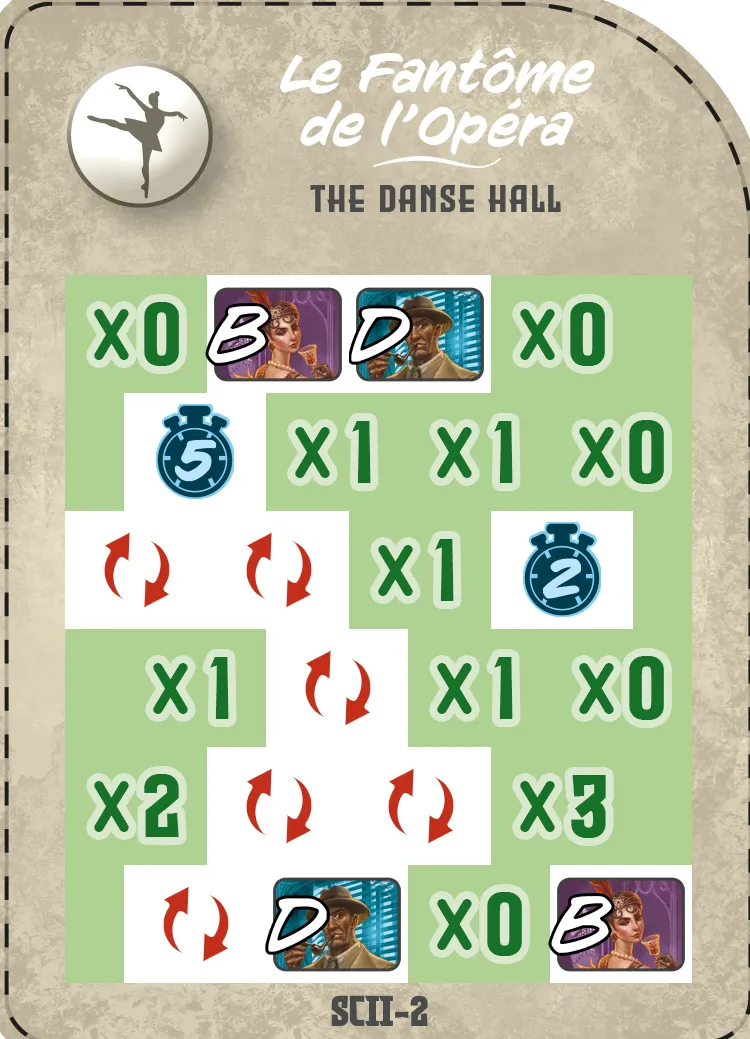 Le Fantôme
de l'Opéra
THE DANSE HALL
X0 B D X0
5 X1 X1 X0
X1 2
X1 X1 X0
X2 X3
D X0 B
SCII-2